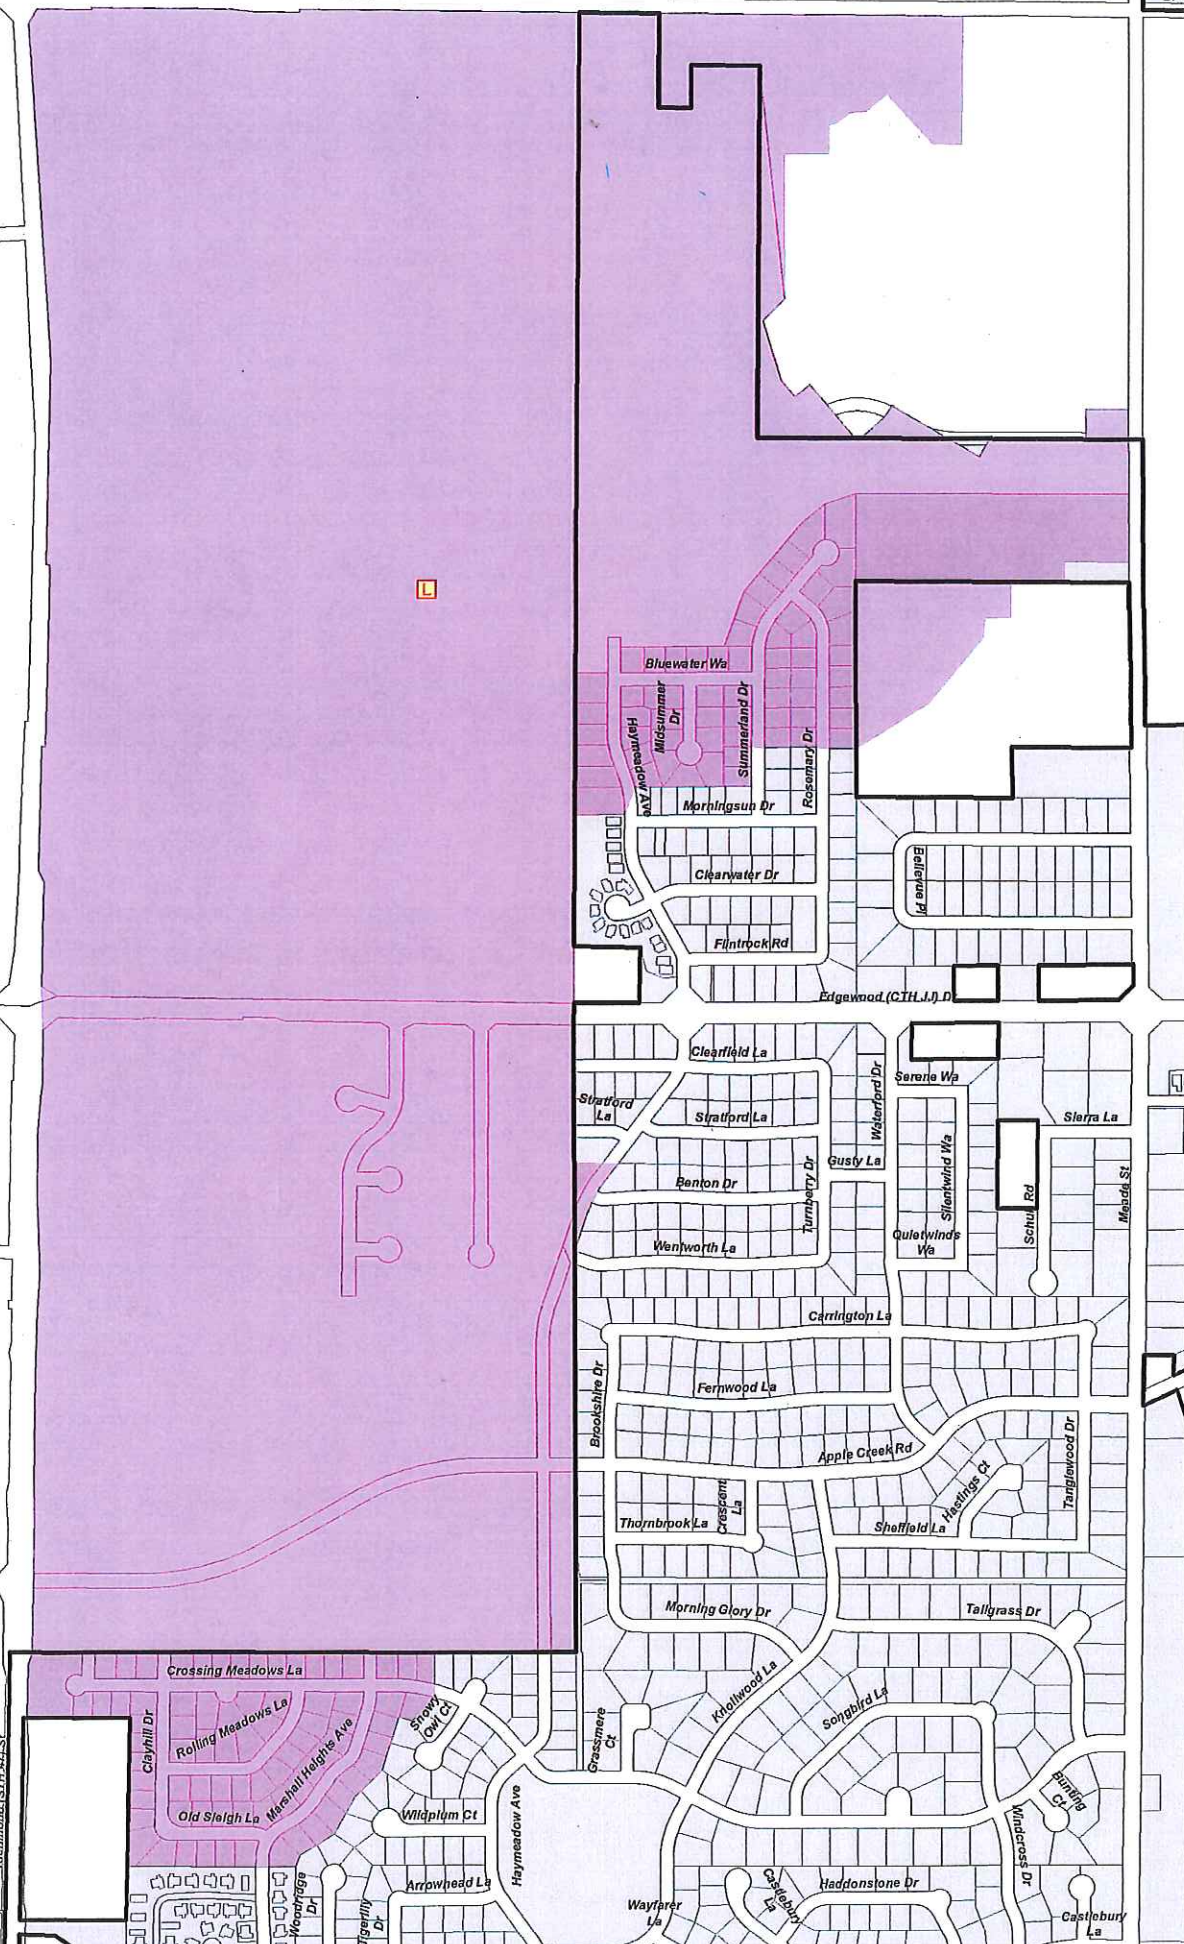 L
Bluewater Wa
Midsummer
Dr
Summerland Dr
Haymeadow Ave
Rosemary Dr
Morningsun Dr
Clearwater Dr
Bellevue Pl
Flintrock Rd
Edgewood (CTH JJ) D
Clearfield La
Serene Wa
Stratford
La
Stratford La
Waterford Dr
Sierra La
Gusty La
Silentwind Wa
Benton Dr
Turnberry Dr
Meade St
Quietwinds
Wa
Wentworth La
Carrington La
Brookshire Dr
Fernwood La
Apple Creek Rd
Tanglewood Dr
Hastings Ct
Crescent
La
Thornbrook La
Sheffield La
Morning Glory Dr
Tallgrass Dr
Crossing Meadows La
Knollwood La
Songbird La
Snowy
Owl Ct
Rolling Meadows La
Clayhill Dr
Marshall Heights Ave
Grassmere
Ct
Bunting
Ct
Old Sleigh La
Wildplum Ct
Haymeadow Ave
Windcross Dr
Arrowhead La
Woodridge
Dr
Tigerlily
Dr
Castlebury
La
Haddonstone Dr
Wayfarer
La
Castlebury
La